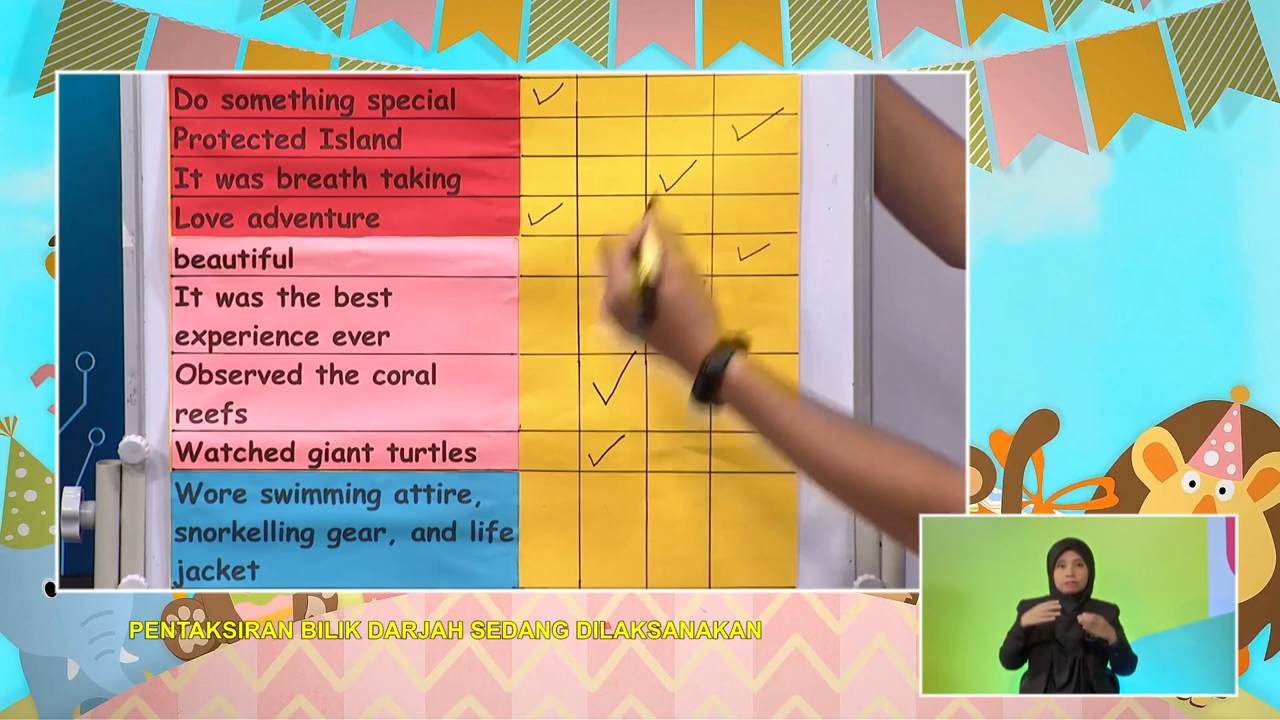 Do something special
Protected Island
It was breath taking
Love adventure
beautiful
It was the best
experience ever
Observed the coral
reefs
Watched giant turtles
Wore swimming attire,
snorkelling gear, and life
jacket
PENTAKSIRAN BILIK DARJAH SEDANG DILAKSANAKAN